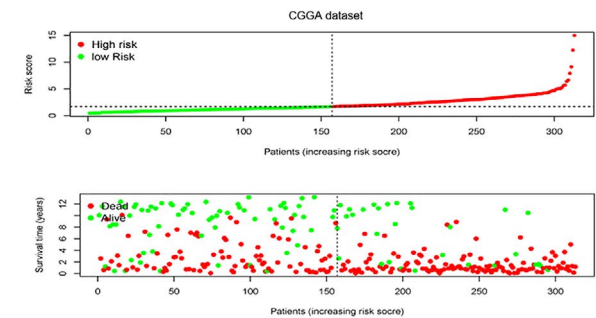 CGGA dataset
15
10
5
0
Risk score
High risk
low Risk
0
50
100
150
200
250
300
Patients (increasing risk socre)
12
8
6
4
2
0
Survival time (years)
Dead
Alive
0
50
100
150
200
250
300
Patients (increasing risk socre)